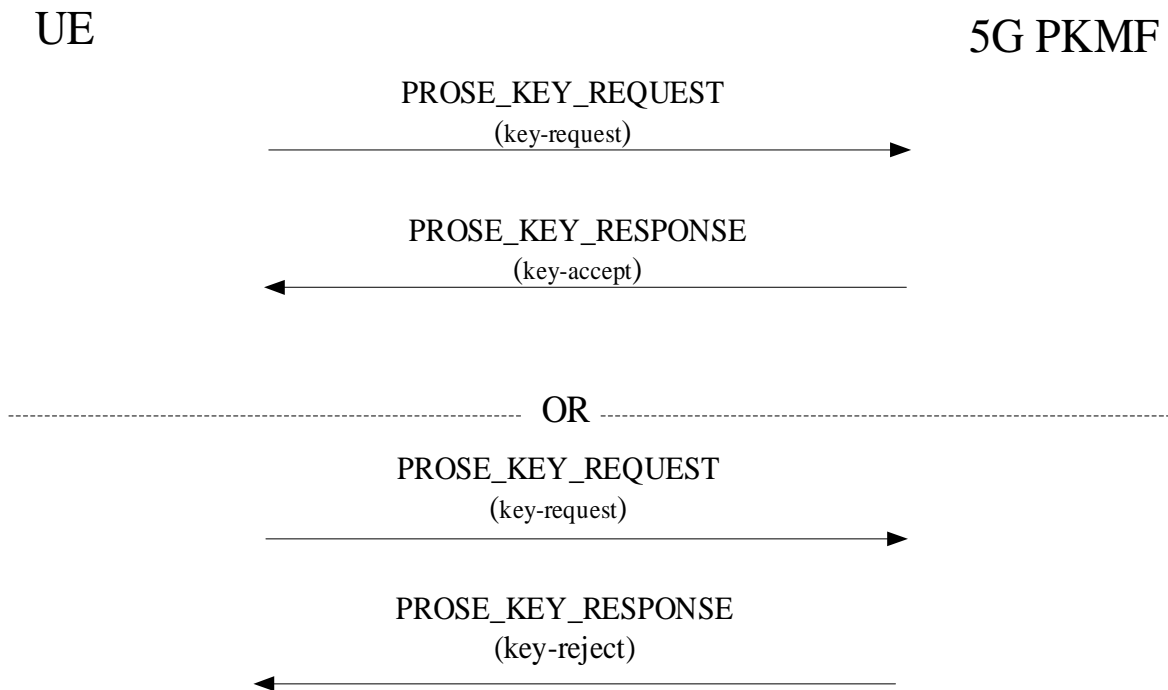 UE
5G PKMF
PROSE_KEY_REQUEST
(key-request)
PROSE_KEY_RESPONSE
(key-accept)
OR
PROSE_KEY_REQUEST
(key-request)
PROSE_KEY_RESPONSE
(key-reject)